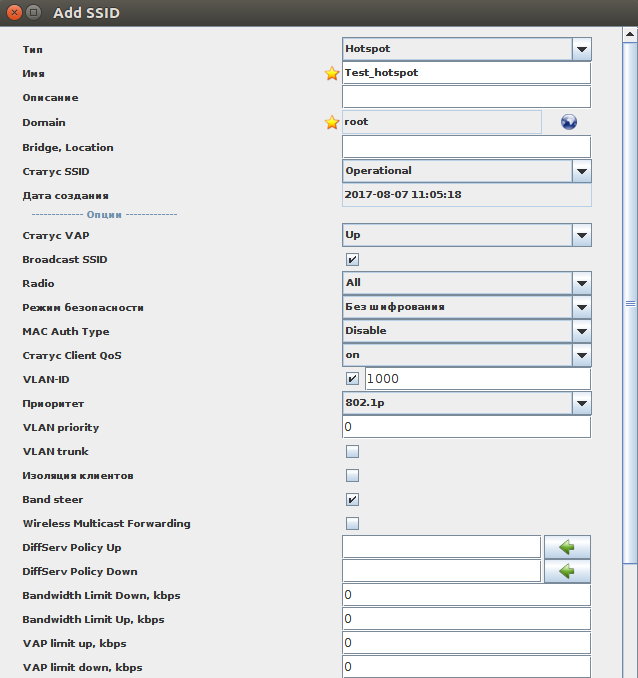 Add SSID
Тип Hotspot
Имя Test_hotspot
Описание
Domain root
Bridge, Location
Статус SSID Operational
Дата создания 2017-08-07 11:05:18
------------- Опции -------------
Статус VAP Up
Broadcast SSID
Radio All
Режим безопасности Без шифрования
MAC Auth Type Disable
Статус Client QoS on
VLAN-ID 1000
Приоритет 802.1p
VLAN priority 0
VLAN trunk
Изоляция клиентов
Band steer
Wireless Multicast Forwarding
DiffServ Policy Up
DiffServ Policy Down
Bandwidth Limit Down, kbps 0
Bandwidth Limit Up, kbps 0
VAP limit up, kbps 0
VAP limit down, kbps 0